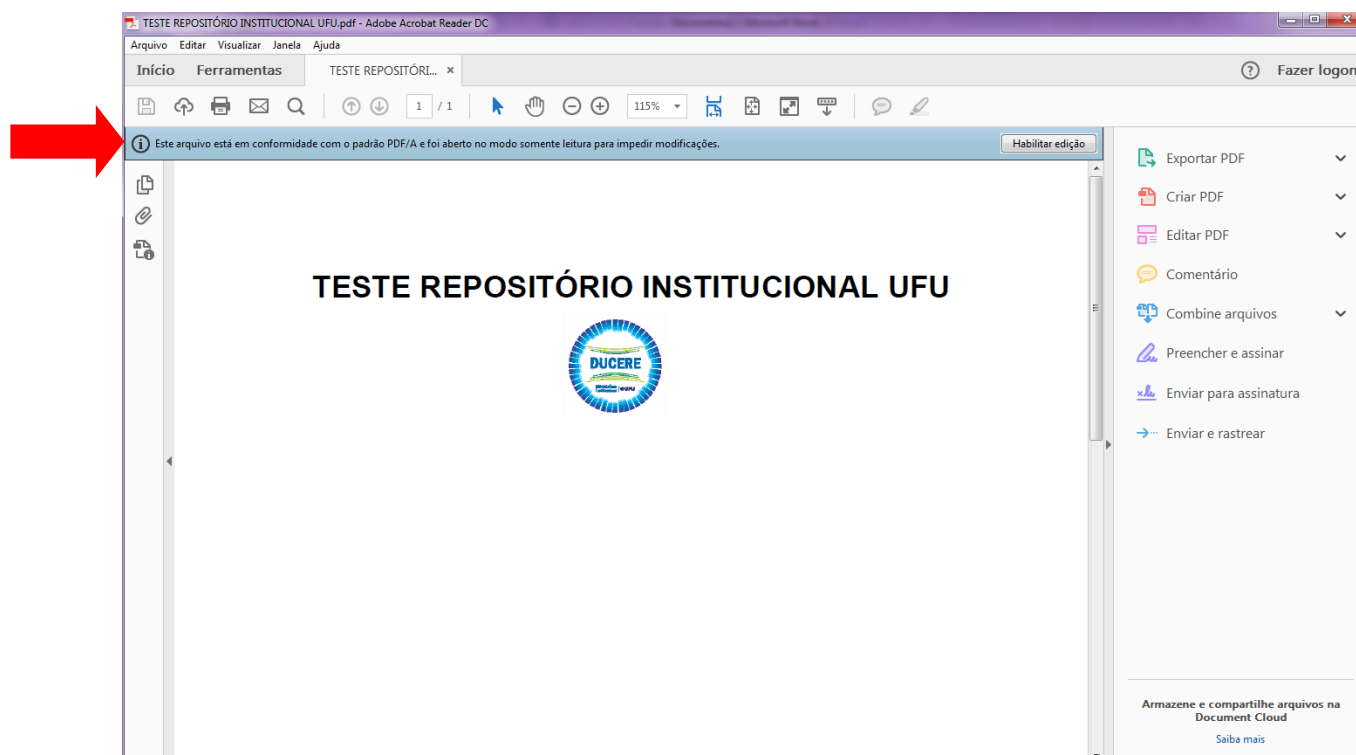 TESTE REPOSITÓRIO INSTITUCIONAL UFU.pdf - Adobe Acrobat Reader DC
Arquivo Editar Visualizar Janela Ajuda
Início Ferramentas TESTE REPOSITÓRI... × Fazer logon
1 / 1 115%
Este arquivo está em conformidade com o padrão PDF/A e foi aberto no modo somente leitura para impedir modificações. Habilitar edição
TESTE REPOSITÓRIO INSTITUCIONAL UFU
DUCERE
Exportar PDF
Criar PDF
Editar PDF
Comentário
Combine arquivos
Preencher e assinar
Enviar para assinatura
Enviar e rastrear
Armazene e compartilhe arquivos na
Document Cloud
Saiba mais